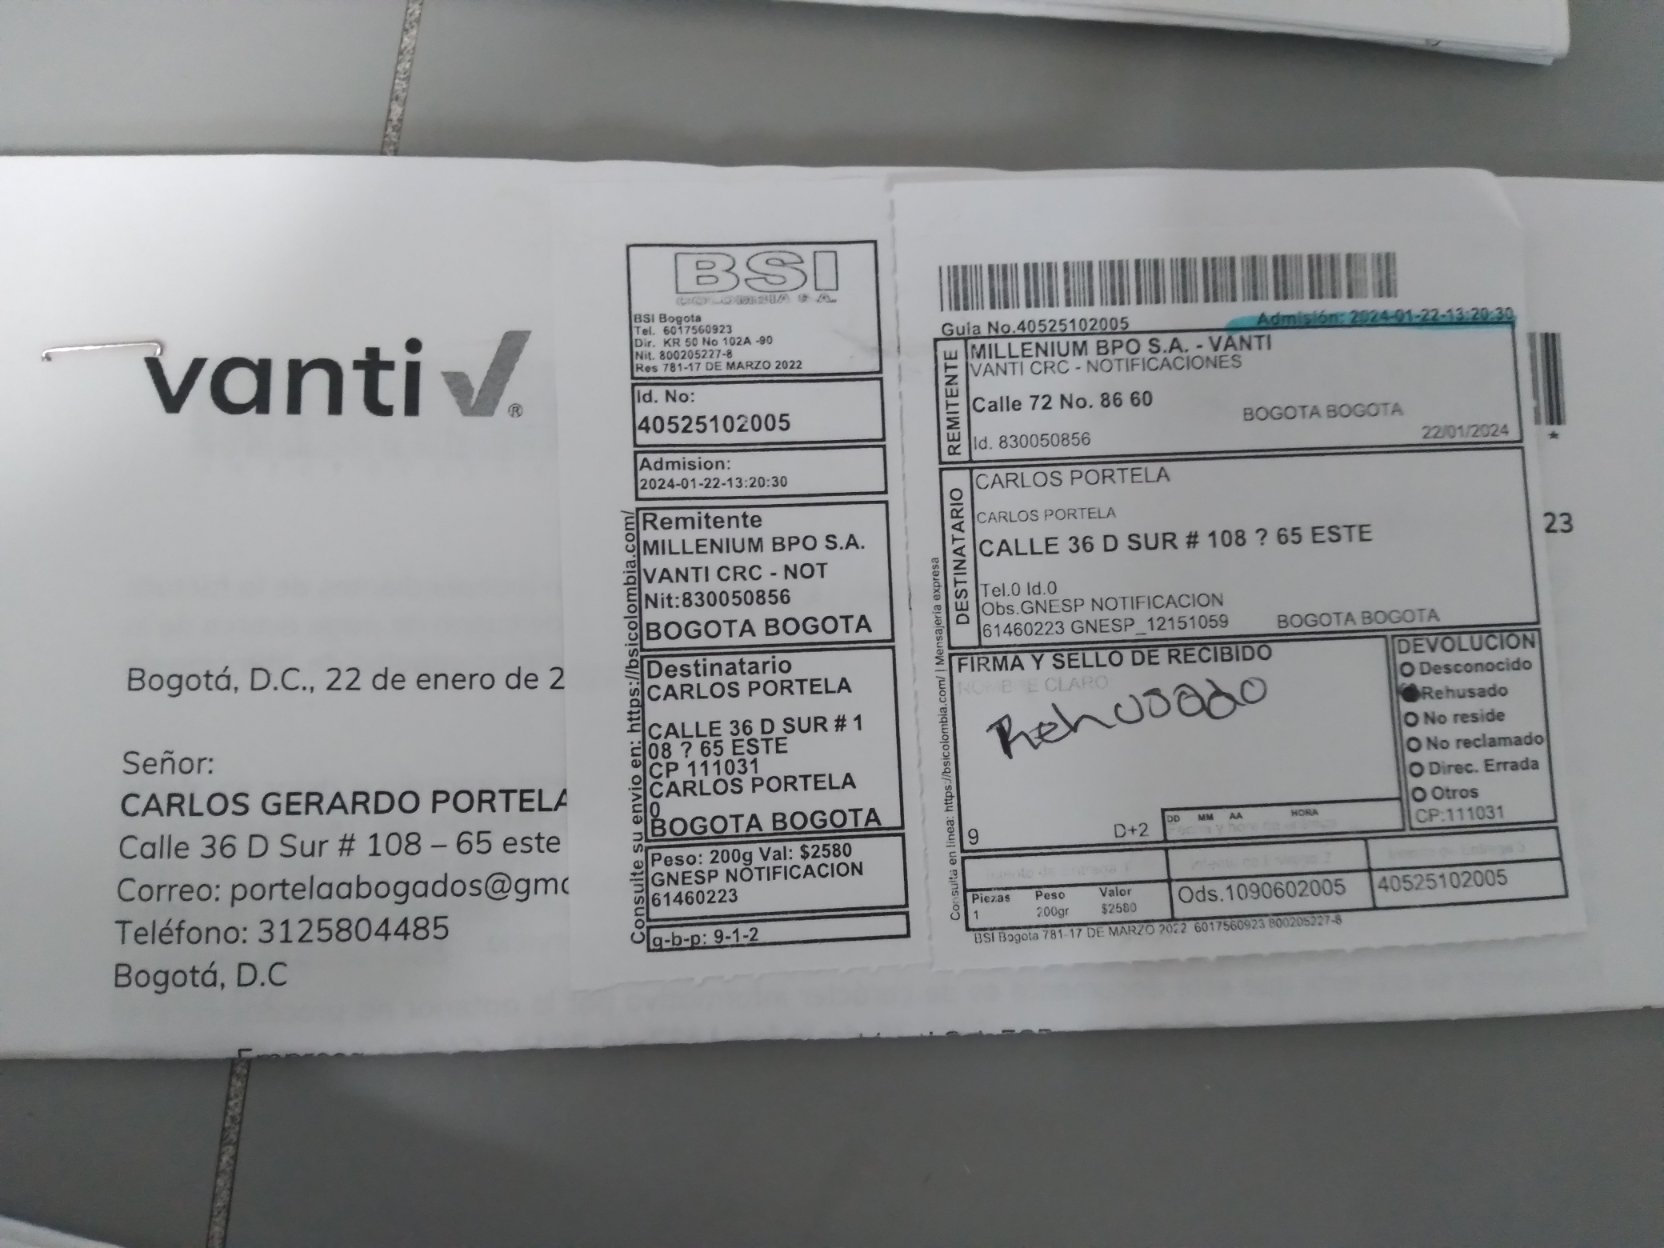 vanti
®
Bogotá, D.C., 22 de enero de 2
Señor:
CARLOS GERARDO PORTELA
Calle 36 D Sur # 108 – 65 este
Correo: portelaabogados@gmc
Teléfono: 3125804485
Bogotá, D.C
BSI
COLOMBIA S.A.
BSI Bogota
Tel. 6017560923
Dir. KR 50 No 102A -90
Nit. 800205227-8
Res 781-17 DE MARZO 2022
Id. No:
40525102005
Admision:
2024-01-22-13:20:30
Remitente
MILLENIUM BPO S.A.
VANTI CRC - NOT
Nit:830050856
BOGOTA BOGOTA
Destinatario
CARLOS PORTELA
CALLE 36 D SUR # 1
08 ? 65 ESTE
CP 111031
CARLOS PORTELA
0
BOGOTA BOGOTA
Peso: 200g Val: $2580
GNESP NOTIFICACION
61460223
g-b-p: 9-1-2
Consulte su envio en: https://bsicolombia.com/
Guia No.40525102005
Admisión: 2024-01-22-13:20:30
REMITENTE
MILLENIUM BPO S.A. - VANTI
VANTI CRC - NOTIFICACIONES
Calle 72 No. 86 60
BOGOTA BOGOTA
Id. 830050856
22/01/2024
DESTINATARIO
CARLOS PORTELA
CARLOS PORTELA
CALLE 36 D SUR # 108 ? 65 ESTE
Tel.0 Id.0
Obs.GNESP NOTIFICACION
61460223 GNESP_12151059
BOGOTA BOGOTA
FIRMA Y SELLO DE RECIBIDO
NOMBRE CLARO
Rehusado
9
D+2
DD MM AA HORA
DEVOLUCION
Desconocido
Rehusado
No reside
No reclamado
Direc. Errada
Otros
CP:111031
Piezas Peso Valor
1 200gr $2580
Ods.1090602005
40525102005
BSI Bogota 781-17 DE MARZO 2022 6017560923 800205227-8
Consulta en linea: https://bsicolombia.com/ | Mensajeria expresa
*
23